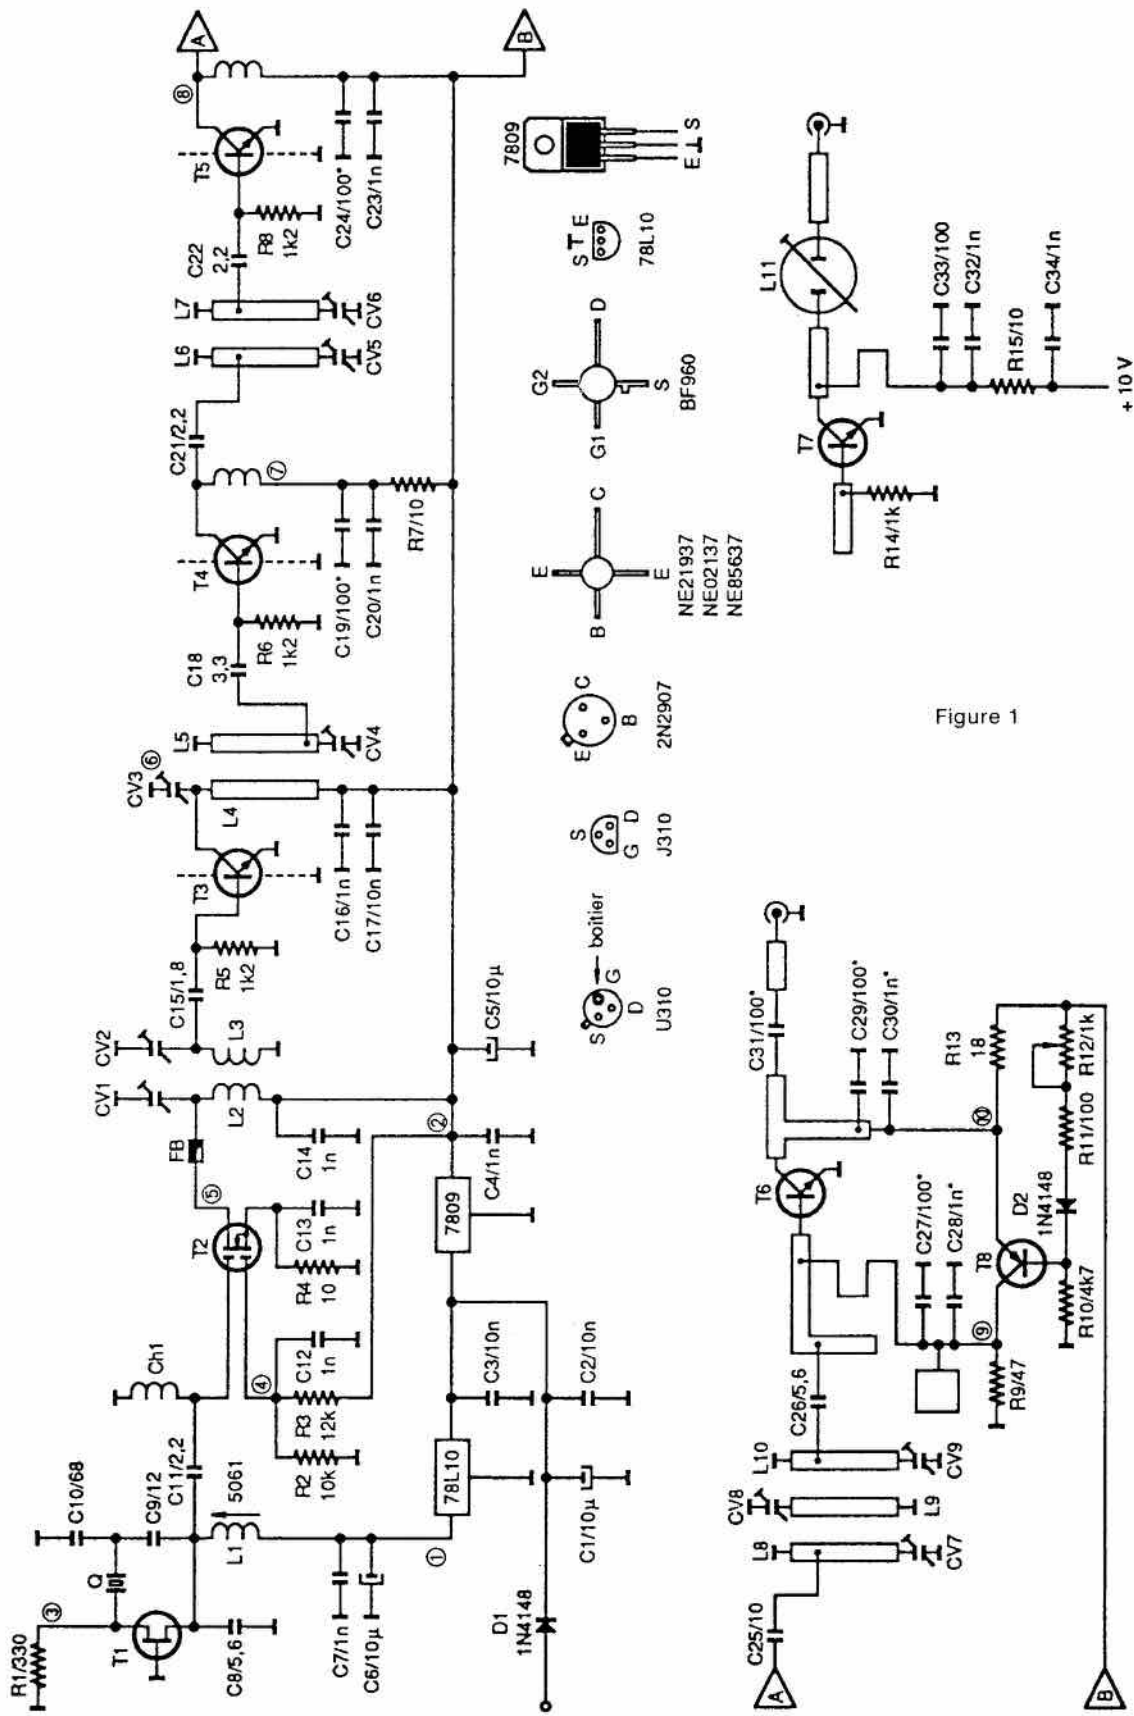 R1/330
③
T1
Q
C10/68
C9/12
C8/5,6
L1
5061
C11/2,2
Ch1
C7/1n
C6/10µ
①
④
R2
10k
R3
12k
C12
1n
T2
⑤
R4
10
C13
1n
FB
CV1
L2
C14
1n
CV2
L3
C15/1,8
R5
1k2
T3
CV3
⑥
L4
C16/1n
C17/10n
L5
CV4
C18
3,3
R6
1k2
T4
⑦
C19/100*
C20/1n
R7/10
C21/2,2
L6
CV5
L7
CV6
C22
2,2
R8
1k2
T5
⑧
C24/100*
C23/1n
A
B
D1
1N4148
C1/10µ
C2/10n
78L10
C3/10n
7809
②
C4/1n
C5/10µ
S
G
D
boîtier
U310
S
G
D
J310
E
C
B
2N2907
E
B
C
E
NE21937
NE02137
NE85637
G2
G1
D
S
BF960
S
E
78L10
7809
E
S
A
C25/10
L8
CV7
CV8
L9
L10
CV9
C26/5,6
T6
C31/100*
C29/100*
C30/1n*
C27/100*
C28/1n*
⑨
⑩
R9/47
T8
R10/4k7
D2
1N4148
R11/100
R12/1k
R13
18
B
Figure 1
R14/1k
T7
L11
C33/100
C32/1n
R15/10
C34/1n
+ 10 V